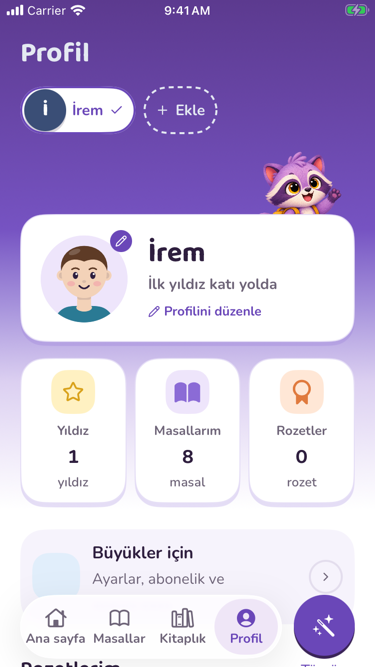 Carrier 9:41 AM
Profil
i İrem
+ Ekle
İrem
İlk yıldız katı yolda
Profilini düzenle
Yıldız
1
yıldız
Masallarım
8
masal
Rozetler
0
rozet
Büyükler için
Ayarlar, abonelik ve
Ana sayfa
Masallar
Kitaplık
Profil